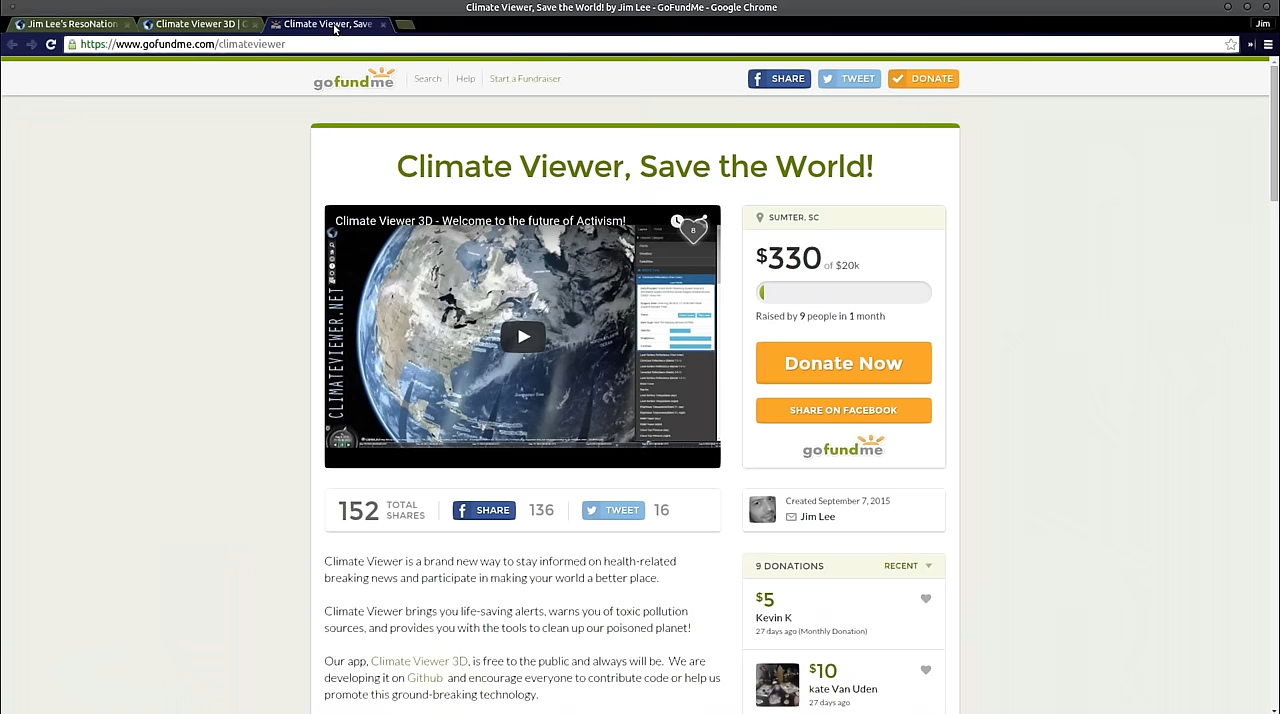 Climate Viewer, Save the World! by Jim Lee - GoFundMe - Google Chrome
Jim Lee's ResoNation
Climate Viewer 3D | C
Climate Viewer, Save
Jim
https://www.gofundme.com/climateviewer
gofundme
Search
Help
Start a Fundraiser
SHARE
TWEET
DONATE
Climate Viewer, Save the World!
Climate Viewer 3D - Welcome to the future of Activism!
8
CLIMATEVIEWER.NET
SUMTER, SC
$330 of $20k
Raised by 9 people in 1 month
Donate Now
SHARE ON FACEBOOK
gofundme
152 TOTAL SHARES
SHARE 136
TWEET 16
Created September 7, 2015
Jim Lee
Climate Viewer is a brand new way to stay informed on health-related
breaking news and participate in making your world a better place.
Climate Viewer brings you life-saving alerts, warns you of toxic pollution
sources, and provides you with the tools to clean up our poisoned planet!
Our app, Climate Viewer 3D, is free to the public and always will be. We are
developing it on Github and encourage everyone to contribute code or help us
promote this ground-breaking technology.
9 DONATIONS
RECENT
$5
Kevin K
27 days ago (Monthly Donation)
$10
kate Van Uden
27 days ago